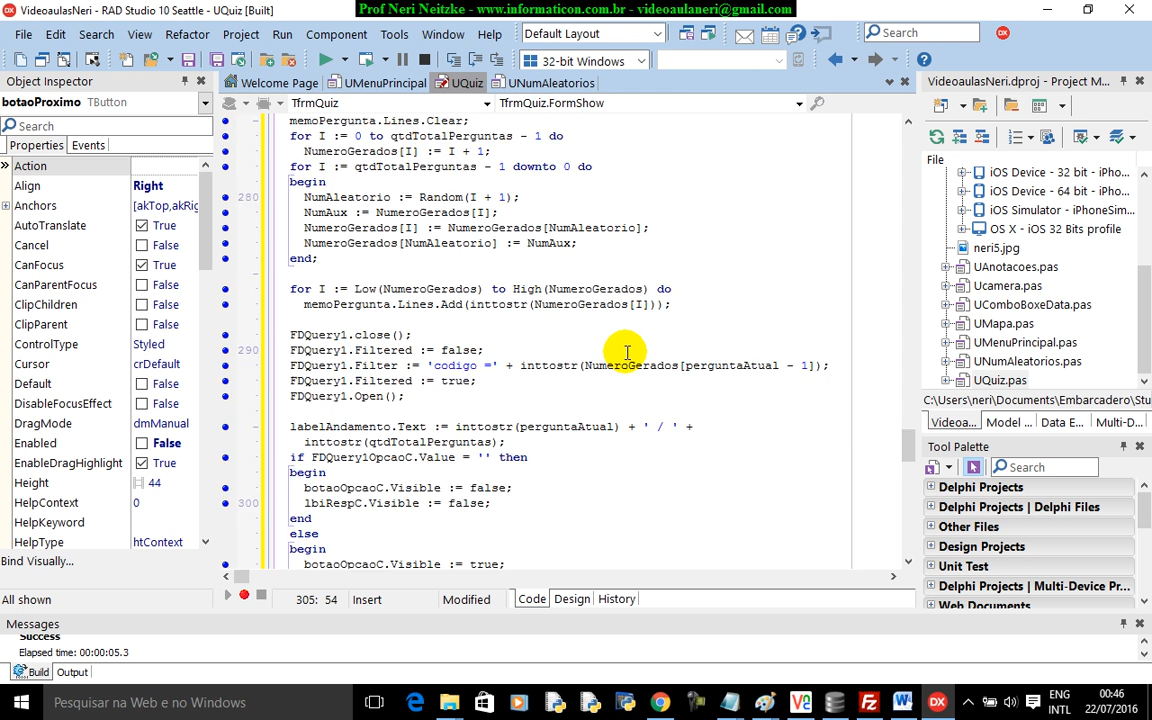 VideoaulasNeri - RAD Studio 10 Seattle - UQuiz [Built]
Prof Neri Neitzke - www.informaticon.com.br - videoaulaneri@gmail.com
File Edit Search View Refactor Project Run Component Tools Window Help
Default Layout
Search
32-bit Windows
Object Inspector
botaoProximo TButton
Search
Properties Events
Action
Align Right
Anchors [akTop,akRig
AutoTranslate True
Cancel False
CanFocus True
CanParentFocus False
ClipChildren False
ClipParent False
ControlType Styled
Cursor crDefault
Default False
DisableFocusEffect False
DragMode dmManual
Enabled False
EnableDragHighlight True
Height 44
HelpContext 0
HelpKeyword
HelpType htContext
Bind Visually...
All shown
Welcome Page UMenuPrincipal UQuiz UNumAleatorios
TfrmQuiz TfrmQuiz.FormShow
memoPergunta.Lines.Clear;
for I := 0 to qtdTotalPerguntas - 1 do
NumeroGerados[I] := I + 1;
for I := qtdTotalPerguntas - 1 downto 0 do
begin
280 NumAleatorio := Random(I + 1);
NumAux := NumeroGerados[I];
NumeroGerados[I] := NumeroGerados[NumAleatorio];
NumeroGerados[NumAleatorio] := NumAux;
end;
for I := Low(NumeroGerados) to High(NumeroGerados) do
memoPergunta.Lines.Add(inttostr(NumeroGerados[I]));
FDQuery1.close();
290 FDQuery1.Filtered := false;
FDQuery1.Filter := 'codigo =' + inttostr(NumeroGerados[perguntaAtual - 1]);
FDQuery1.Filtered := true;
FDQuery1.Open();
labelAndamento.Text := inttostr(perguntaAtual) + ' / ' +
inttostr(qtdTotalPerguntas);
if FDQuery1OpcaoC.Value = '' then
begin
botaoOpcaoC.Visible := false;
300 lbiRespC.Visible := false;
end
else
begin
botaoOpcaoC.Visible := true;
305: 54 Insert Modified Code Design History
VideoaulasNeri.dproj - Project M...
File
iOS Device - 32 bit - iPho...
iOS Device - 64 bit - iPho...
iOS Simulator - iPhoneSim...
OS X - iOS 32 Bits profile
neri5.jpg
UAnotacoes.pas
Ucamera.pas
UComboBoxeData.pas
UMapa.pas
UMenuPrincipal.pas
UNumAleatorios.pas
UQuiz.pas
C:\Users\neri\Documents\Embarcadero\Stu
Videoa... Model ... Data E... Multi-D...
Tool Palette
Search
Delphi Projects
Delphi Projects | Delphi Files
Other Files
Design Projects
Unit Test
Delphi Projects | Multi-Device Pr...
Web Documents
Messages
Success
Elapsed time: 00:00:05.3
Build Output
Pesquisar na Web e no Windows
ENG 00:46
INTL 22/07/2016